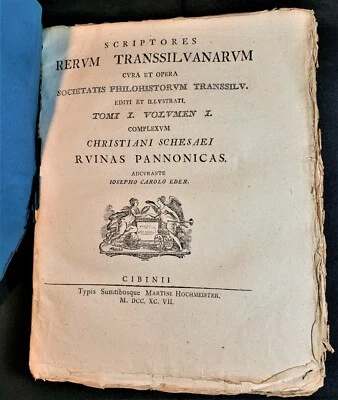 SCRIPTORES
RERVM TRANSSILVANARVM
CVRA ET OPERA
SOCIETATIS PHILOHISTORVM TRANSSILV.
EDITI ET ILLVSTRATI.
TOMI I. VOLVMEN I.
COMPLEXVM
CHRISTIANI SCHESAEI
RVINAS PANNONICAS.
ADCVRANTE
IOSEPHO CAROLO EDER.
CIBINII
Typis Sumtibusque MARTINI HOCHMEISTER.
M. DCC. XC. VII.